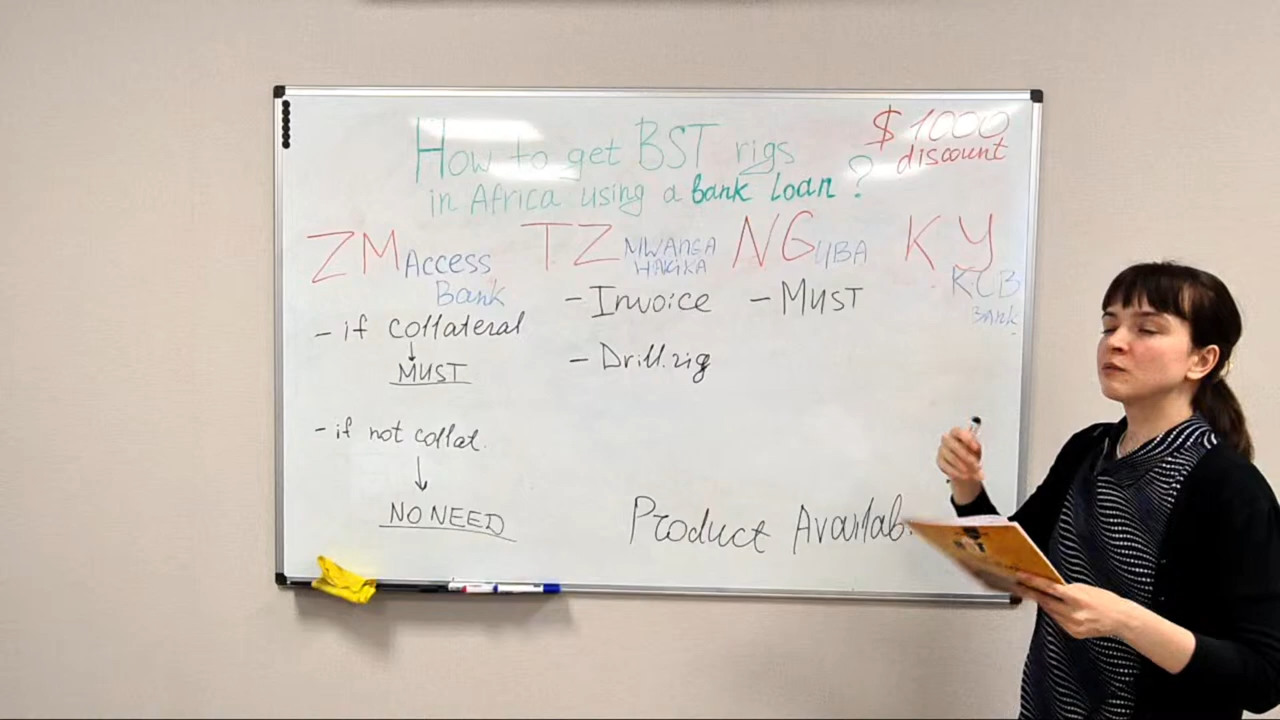 How to get BST rigs
in Africa using a bank loan?
$1000
discount
ZM Access
Bank
- if collateral
↓
MUST
- if not collat.
↓
NO NEED
TZ MWANGA
HAKIKA
- Invoice
- Drill.rig
NG UBA
- MUST
KY
KCB
BANK
Product Availab.